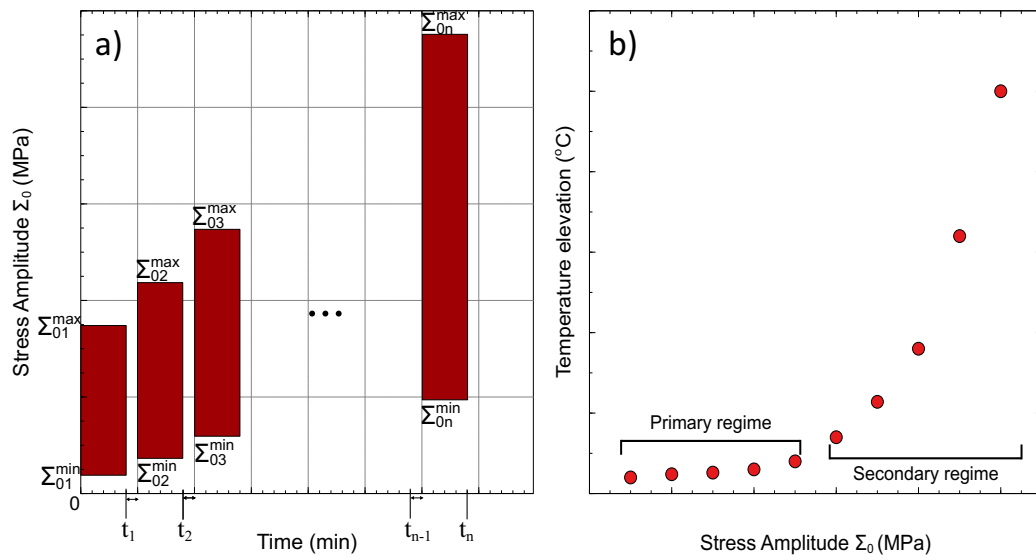 a)
Stress Amplitude Σ₀ (MPa)
Σ₀₁ᵐᵃˣ
Σ₀₁ᵐⁱⁿ
Σ₀₂ᵐᵃˣ
Σ₀₂ᵐⁱⁿ
Σ₀₃ᵐᵃˣ
Σ₀₃ᵐⁱⁿ
...
Σ₀ₙᵐᵃˣ
Σ₀ₙᵐⁱⁿ
0
t₁ t₂ tₙ₋₁ tₙ
Time (min)
b)
Temperature elevation (°C)
Primary regime
Secondary regime
Stress Amplitude Σ₀ (MPa)